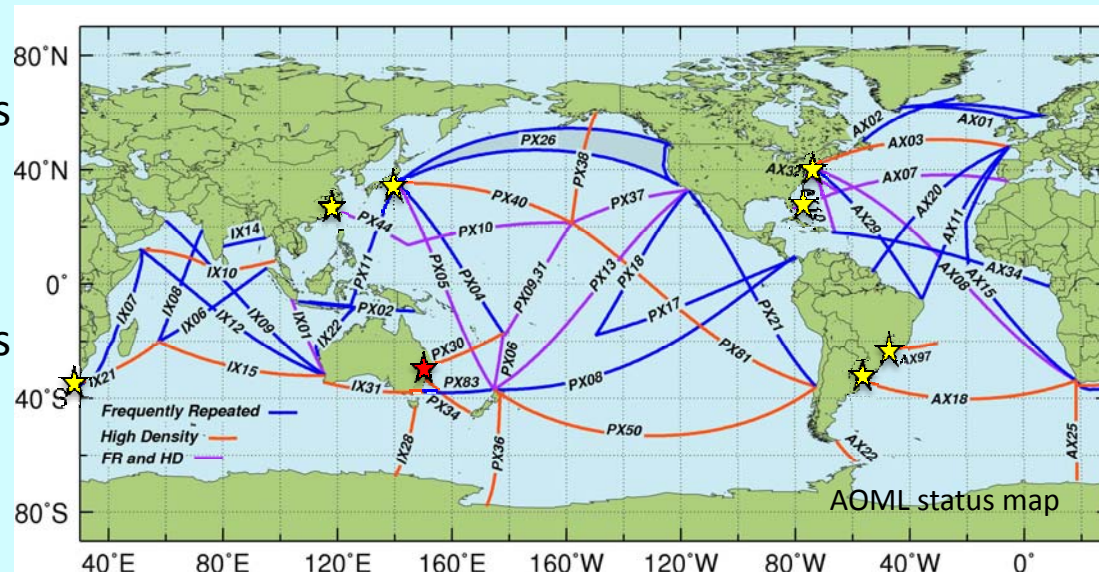 s
s
80°N
40°N
0°
40°S
80°S
40°E
80°E
120°E
160°E
160°W
120°W
80°W
40°W
0°
PX26
PX38
PX40
PX37
PX44
PX10
PX11
PX05
PX04
PX09,31
PX13
PX18
PX17
PX02
PX21
PX81
PX30
PX06
PX83
PX08
PX34
PX50
PX36
IX14
IX10
IX07
IX08
IX06
IX12
IX09
IX01
IX22
IX21
IX15
IX31
IX28
AX02
AX01
AX03
AX07
AX20
AX11
AX29
AX34
AX08
AX15
AX97
AX18
AX22
AX25
Frequently Repeated
High Density
FR and HD
AOML status map